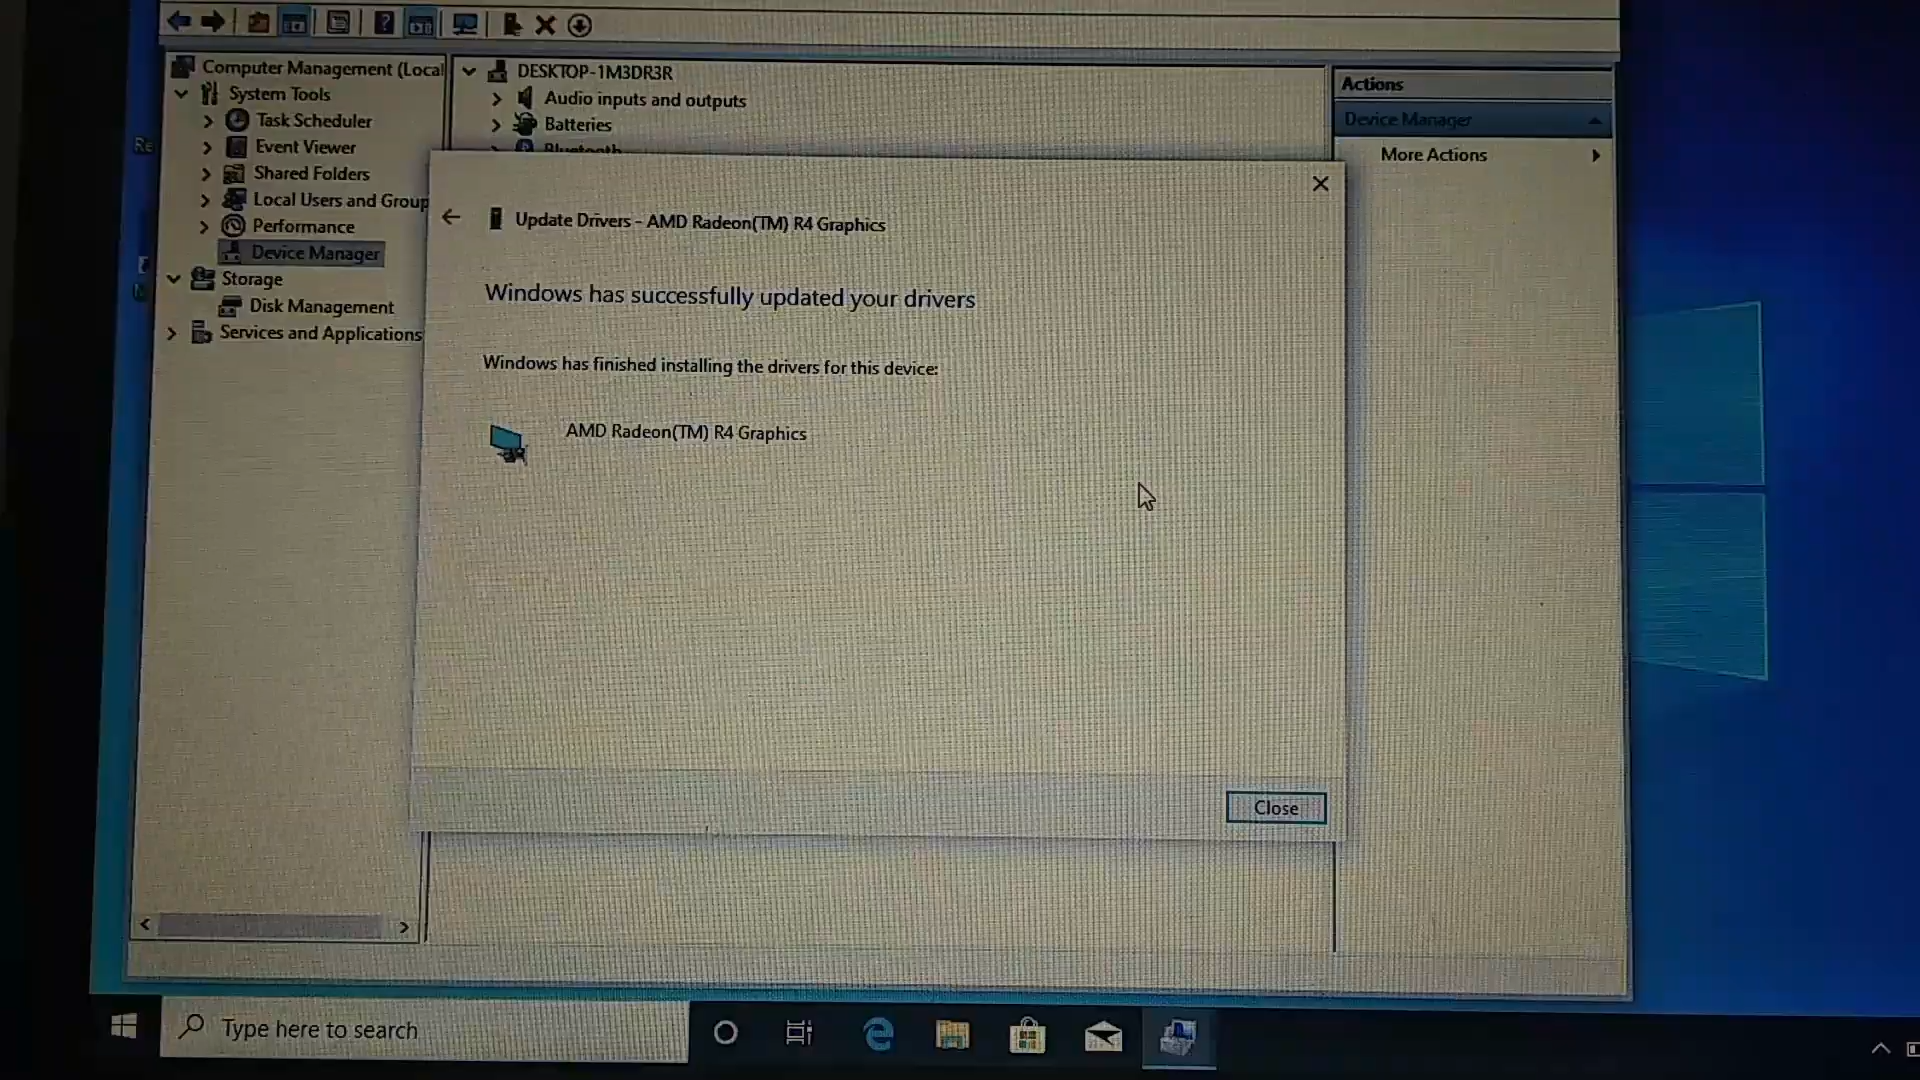 Computer Management (Local
System Tools
Task Scheduler
Event Viewer
Shared Folders
Local Users and Group
Performance
Device Manager
Storage
Disk Management
Services and Applications
DESKTOP-1M3DR3R
Audio inputs and outputs
Batteries
Bluetooth
Actions
Device Manager
More Actions
Re
Update Drivers - AMD Radeon(TM) R4 Graphics
Windows has successfully updated your drivers
Windows has finished installing the drivers for this device:
AMD Radeon(TM) R4 Graphics
Close
Type here to search